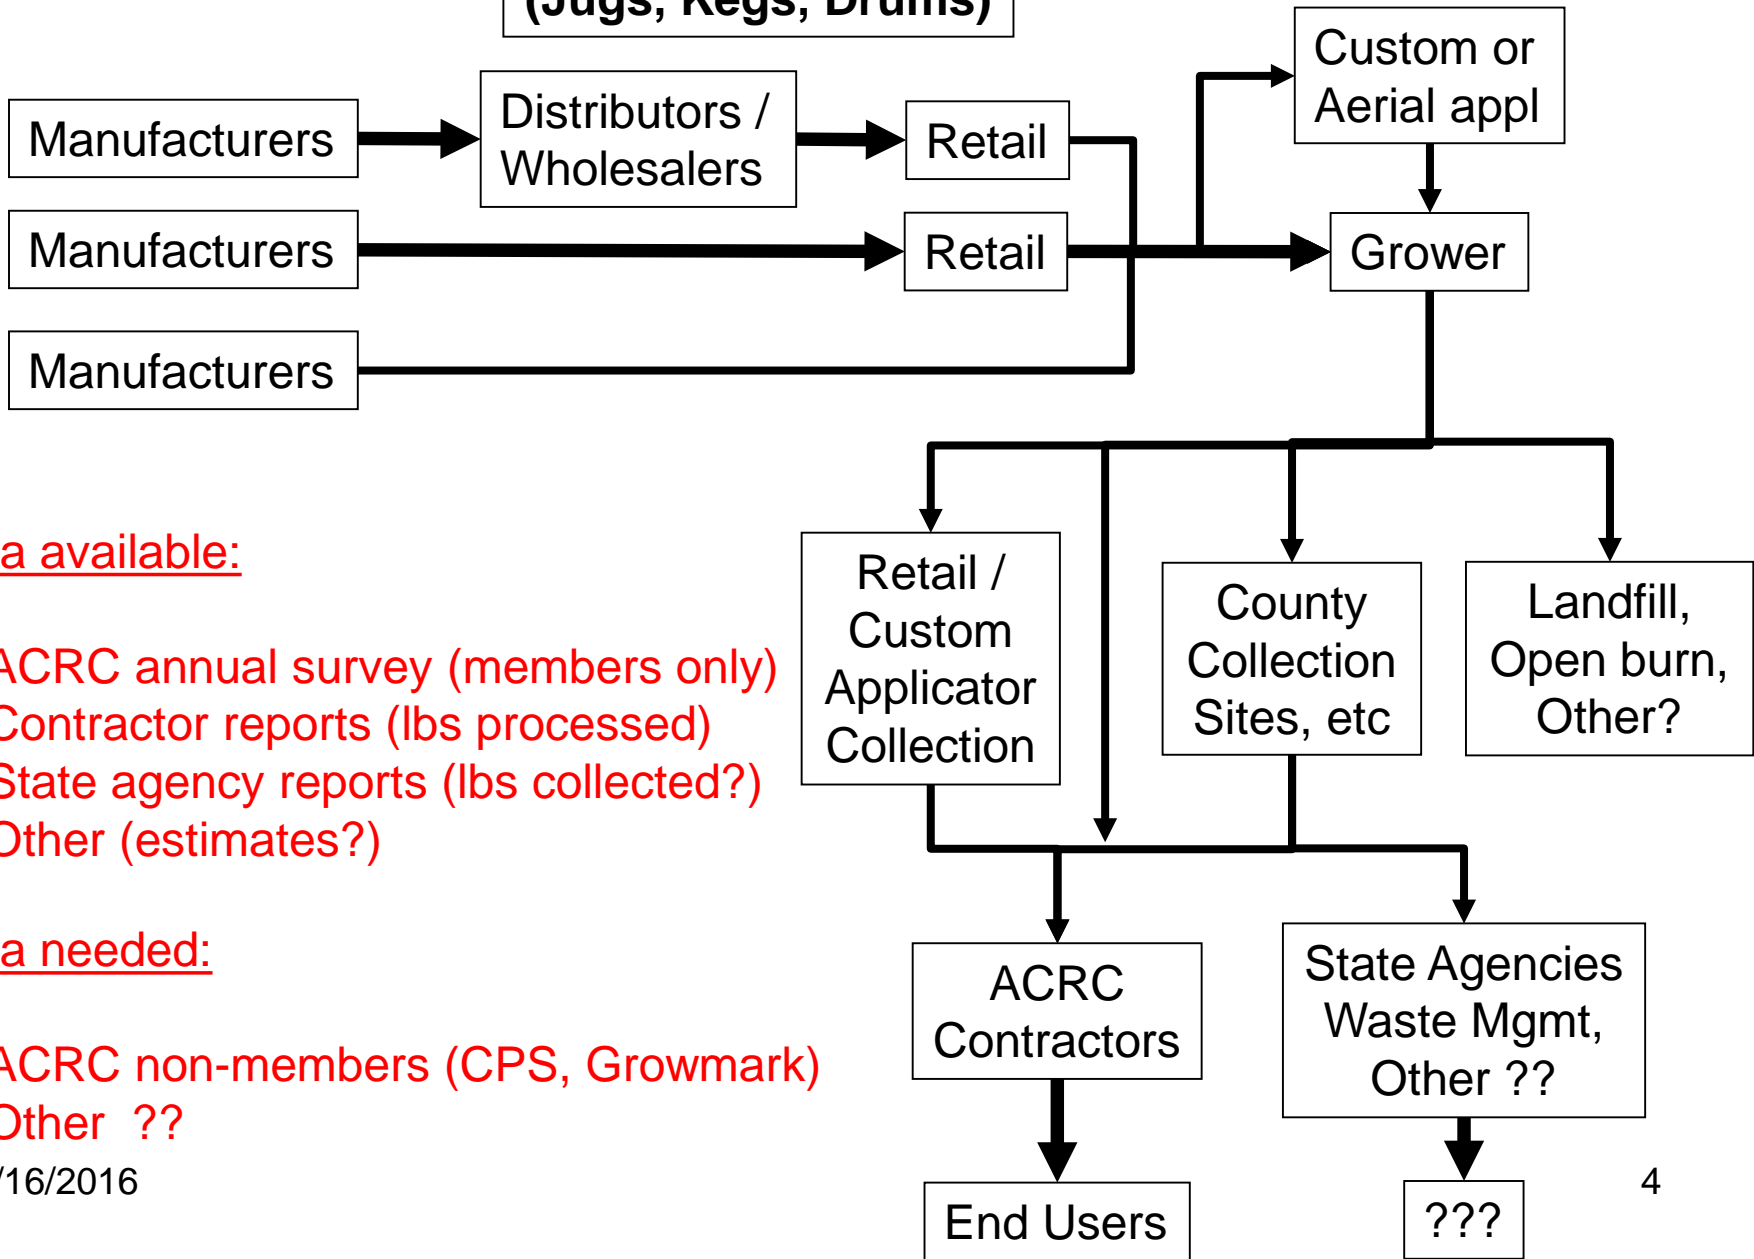 (Jugs, Kegs, Drums)
Custom or
Aerial appl
Manufacturers
Distributors /
Wholesalers
Retail
Manufacturers
Retail
Grower
Manufacturers
a available:
ACRC annual survey (members only)
Contractor reports (lbs processed)
State agency reports (lbs collected?)
Other (estimates?)
a needed:
ACRC non-members (CPS, Growmark)
Other ??
Retail /
Custom
Applicator
Collection
County
Collection
Sites, etc
Landfill,
Open burn,
Other?
ACRC
Contractors
State Agencies
Waste Mgmt,
Other ??
End Users
???
/16/2016
4